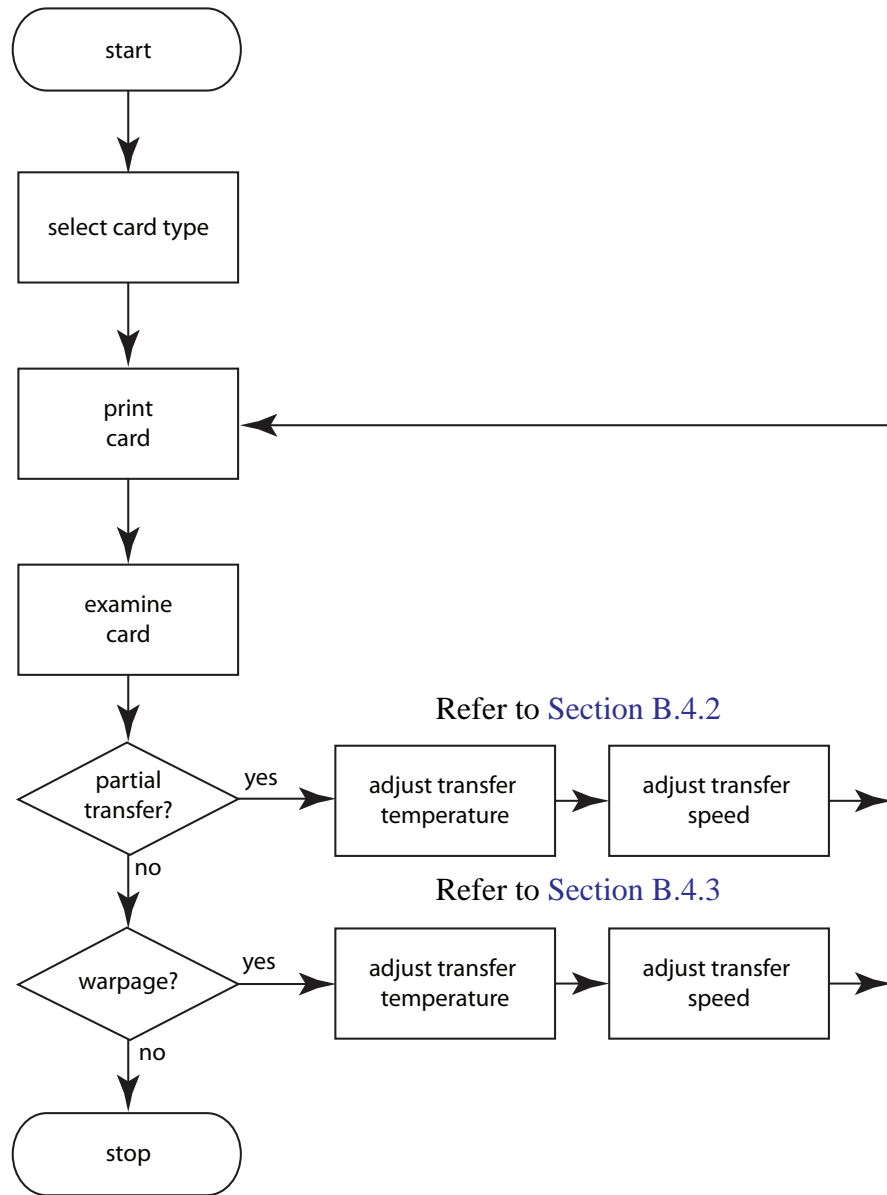 start
select card type
print
card
examine
card
Refer to Section B.4.2
partial
transfer?
yes
adjust transfer
temperature
adjust transfer
speed
no
Refer to Section B.4.3
warpage?
yes
adjust transfer
temperature
adjust transfer
speed
no
stop